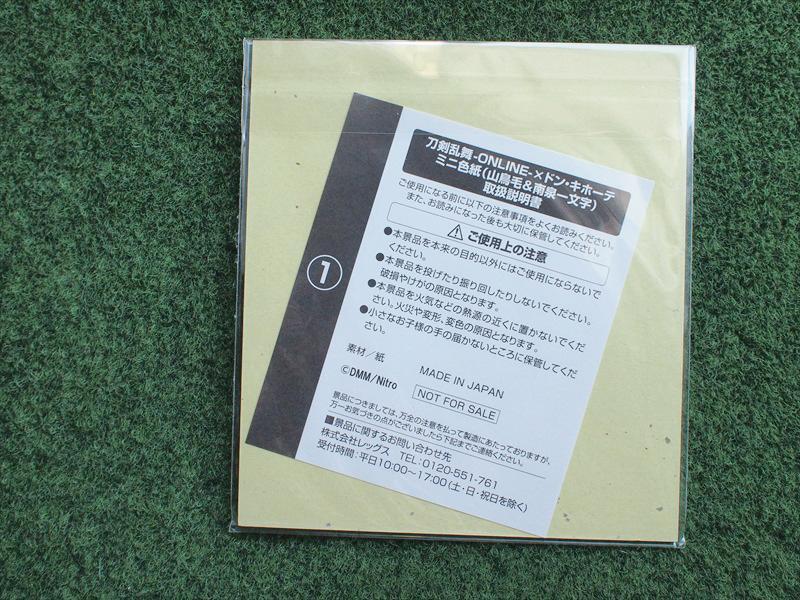 刀剣乱舞-ONLINE-×ドン・キホーテ
ミニ色紙(山鳥毛&南泉一文字)
取扱説明書
ご使用になる前に以下の注意事項をよくお読みください。
また、お読みになった後も大切に保管してください。
⚠ご使用上の注意
●本景品を本来の目的以外にはご使用にならないで
ください。
●本景品を投げたり振り回したりしないでください。
破損やけがの原因となります。
●本景品を火気などの熱源の近くに置かないでくだ
さい。火災や変形、変色の原因となります。
●小さなお子様の手の届かないところに保管してくだ
さい。
①
素材/紙
©DMM/Nitro
MADE IN JAPAN
NOT FOR SALE
景品につきましては、万全の注意を払って製造にあたっておりますが、
万一お気づきの点がございましたら下記までご連絡ください。
■景品に関するお問い合わせ先
株式会社レッグス TEL:0120-551-761
受付時間:平日10:00~17:00(土・日・祝日を除く)